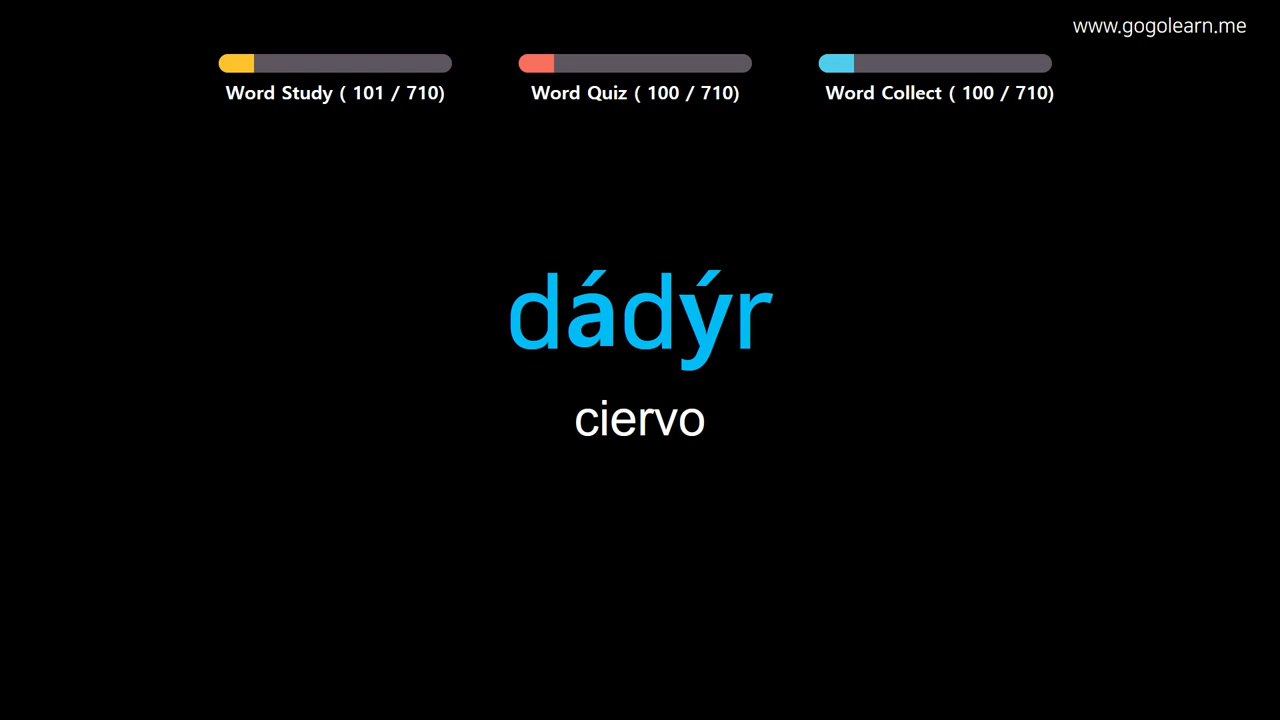 www.gogolearn.me
Word Study ( 101 / 710)
Word Quiz ( 100 / 710)
Word Collect ( 100 / 710)
dádýr
ciervo